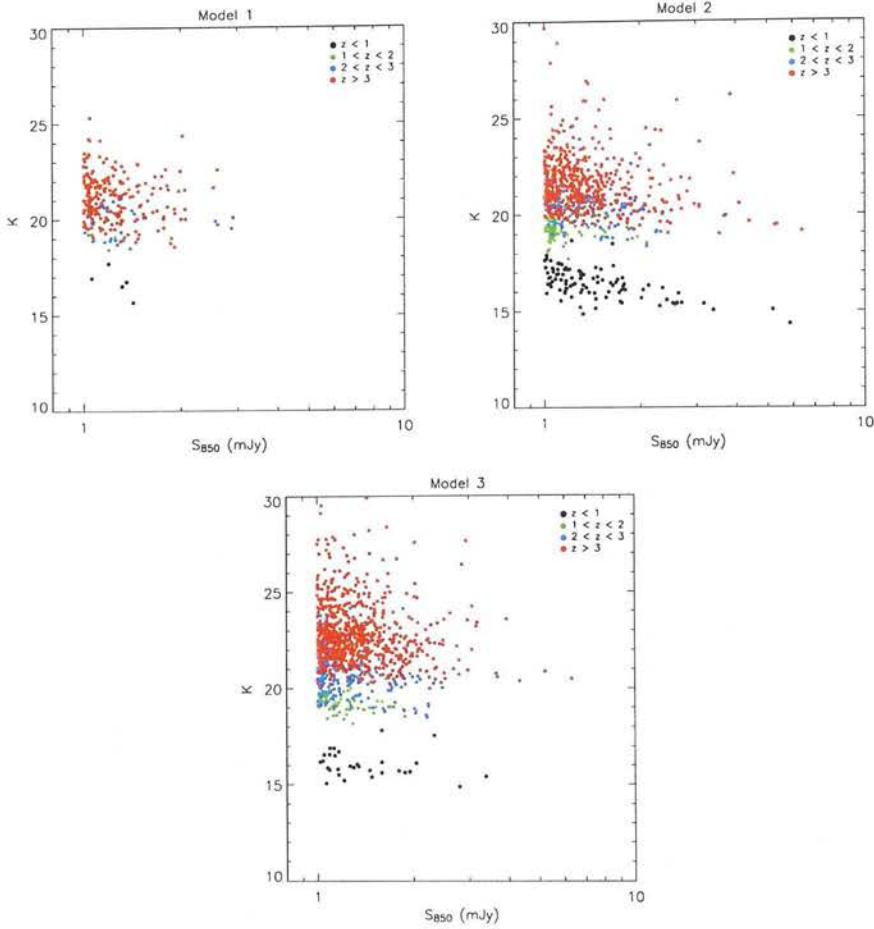 Model 1
30
25
20
15
10
K
z < 1
1 < z < 2
2 < z < 3
z > 3
1
10
S850 (mJy)
Model 2
30
25
20
15
10
K
z < 1
1 < z < 2
2 < z < 3
z > 3
1
10
S850 (mJy)
Model 3
30
25
20
15
10
K
z < 1
1 < z < 2
2 < z < 3
z > 3
1
10
S850 (mJy)